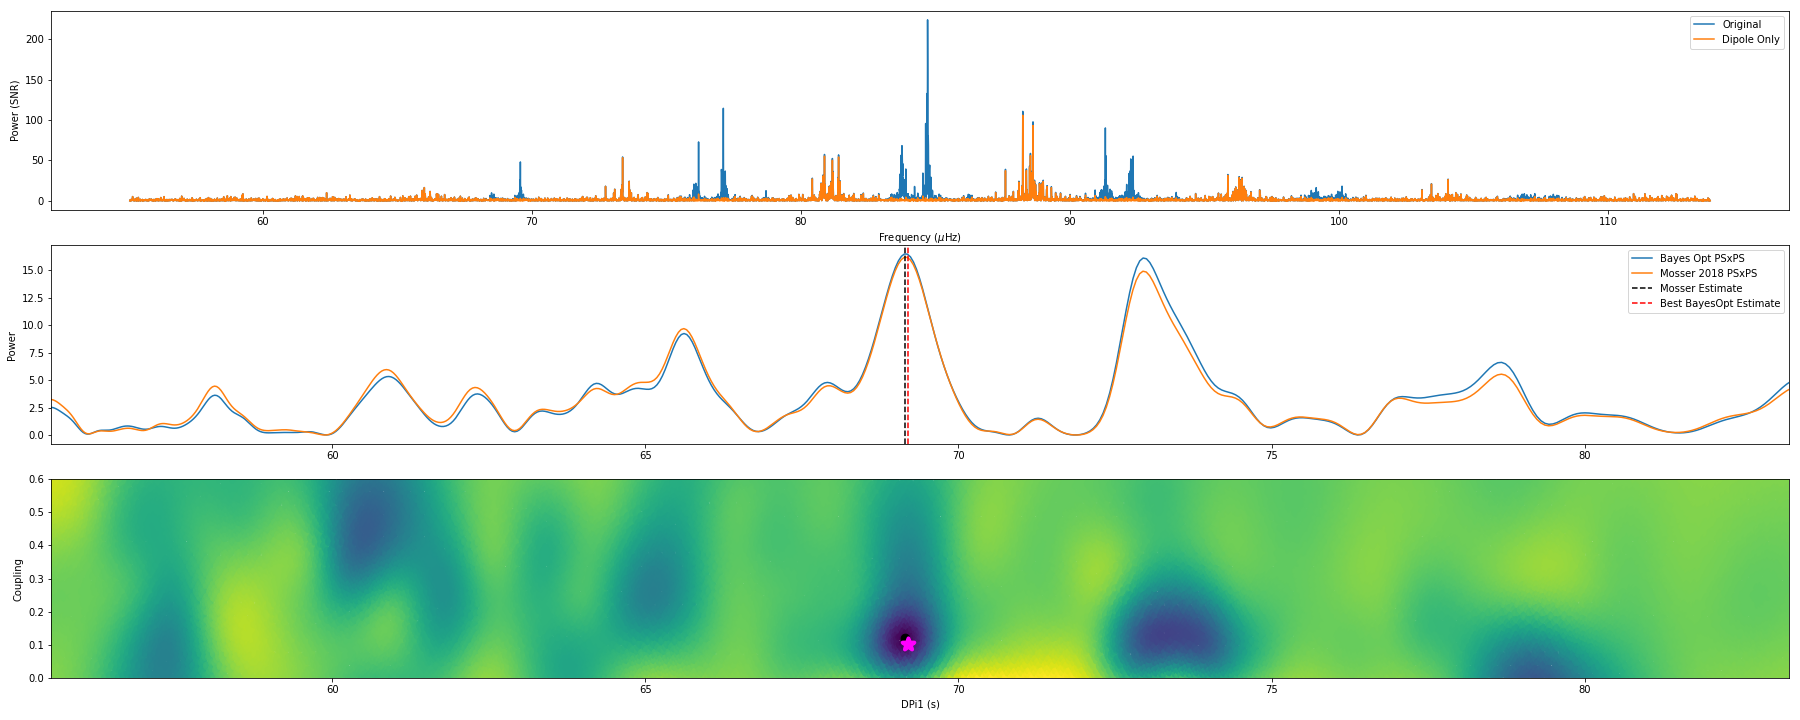 200
150
100
50
0
Power (SNR)
Original
Dipole Only
60 70 80 90 100 110
Frequency (μHz)
15.0
12.5
10.0
7.5
5.0
2.5
0.0
Power
Bayes Opt PSxPS
Mosser 2018 PSxPS
Mosser Estimate
Best BayesOpt Estimate
60 65 70 75 80
0.6
0.5
0.4
0.3
0.2
0.1
0.0
Coupling
60 65 70 75 80
DPi1 (s)